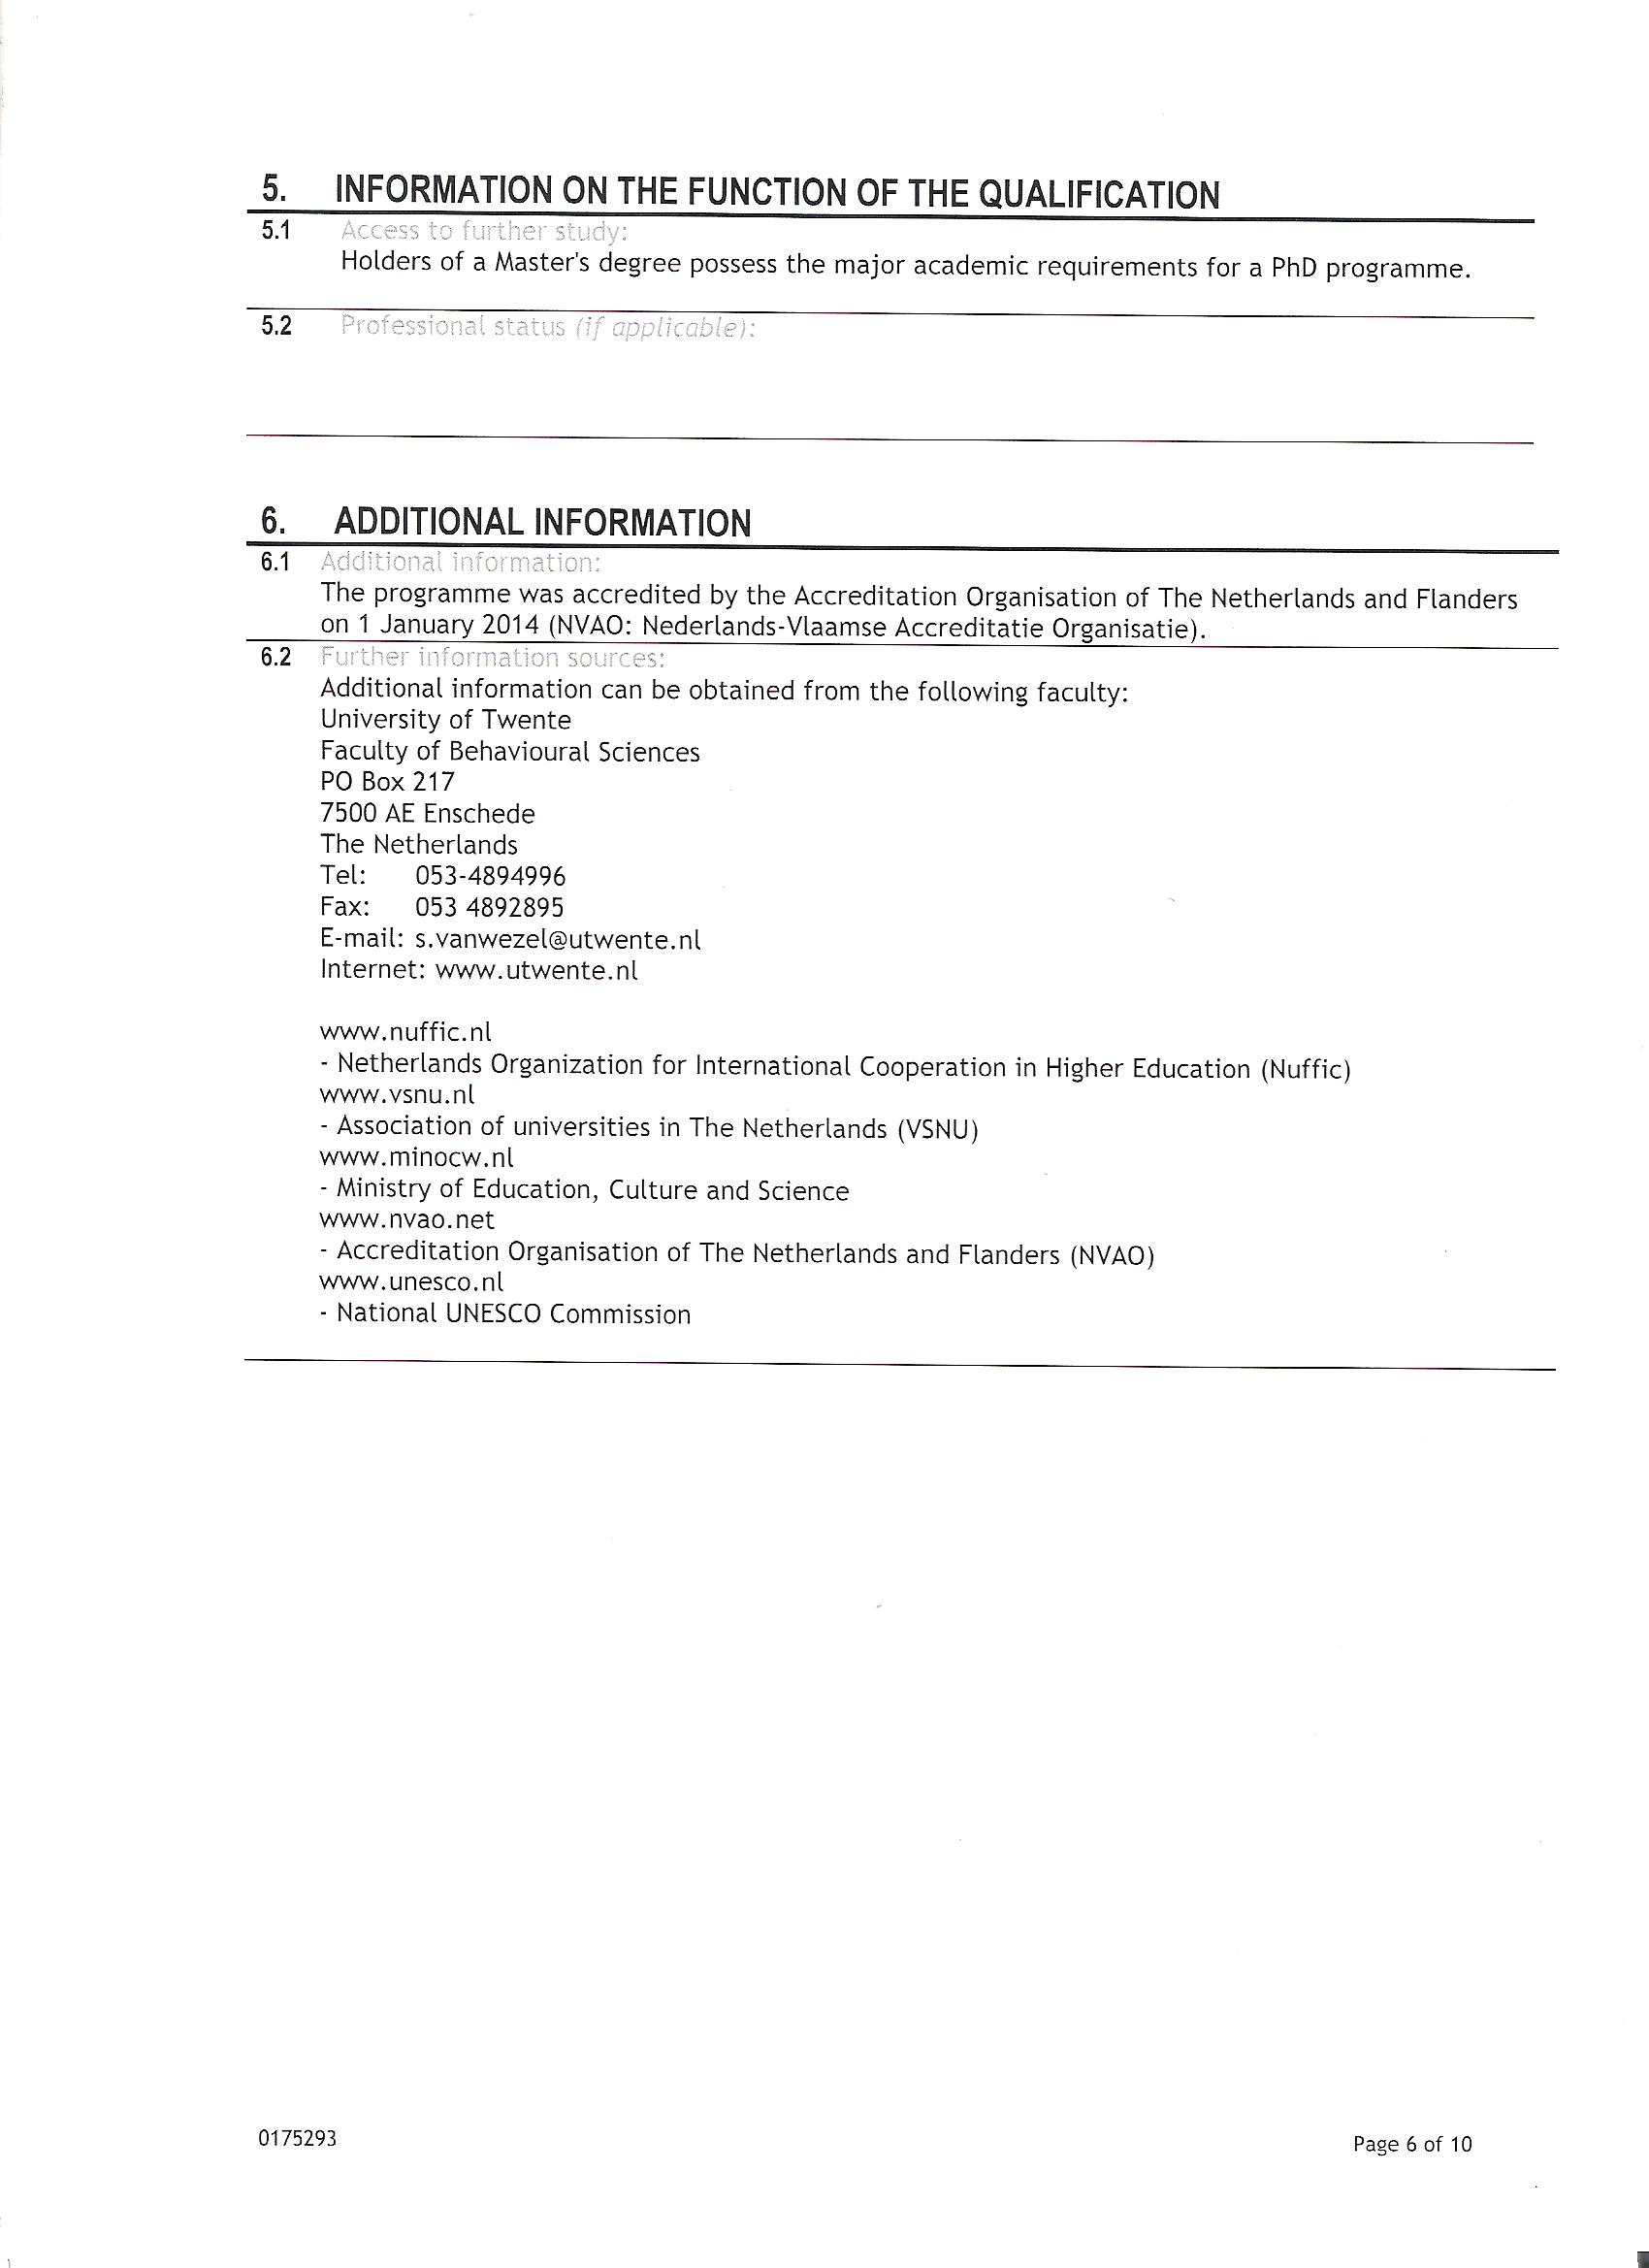 5. INFORMATION ON THE FUNCTION OF THE QUALIFICATION
5.1 Access to further study:
Holders of a Master's degree possess the major academic requirements for a PhD programme.
5.2 Professional status (if applicable):
6. ADDITIONAL INFORMATION
6.1 Additional information:
The programme was accredited by the Accreditation Organisation of The Netherlands and Flanders
on 1 January 2014 (NVAO: Nederlands-Vlaamse Accreditatie Organisatie).
6.2 Further information sources:
Additional information can be obtained from the following faculty:
University of Twente
Faculty of Behavioural Sciences
PO Box 217
7500 AE Enschede
The Netherlands
Tel: 053-4894996
Fax: 053 4892895
E-mail: s.vanwezel@utwente.nl
Internet: www.utwente.nl
www.nuffic.nl
- Netherlands Organization for International Cooperation in Higher Education (Nuffic)
www.vsnu.nl
- Association of universities in The Netherlands (VSNU)
www.minocw.nl
- Ministry of Education, Culture and Science
www.nvao.net
- Accreditation Organisation of The Netherlands and Flanders (NVAO)
www.unesco.nl
- National UNESCO Commission
0175293 Page 6 of 10